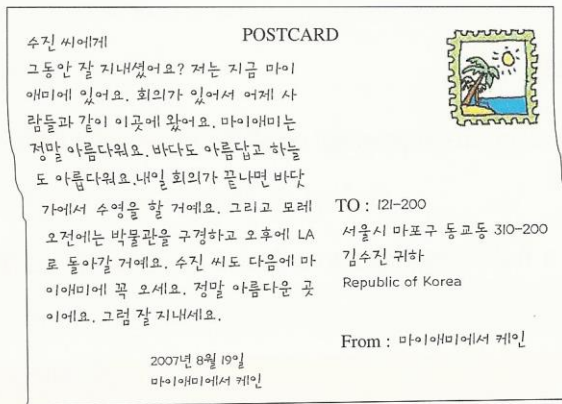 POSTCARD
수진 씨에게
그동안 잘 지내셨어요? 저는 지금 마이
애미에 있어요. 회의가 있어서 어제 사
람들과 같이 이곳에 왔어요. 마이애미는
정말 아름다워요. 바다도 아름답고 하늘
도 아름다워요. 내일 회의가 끝나면 바닷
가에서 수영을 할 거예요. 그리고 모레
오전에는 박물관을 구경하고 오후에 LA
로 돌아갈 거예요. 수진 씨도 다음에 마
이애미에 꼭 오세요. 정말 아름다운 곳
이에요. 그럼 잘 지내세요.
2007년 8월 19일
마이애미에서 케인
TO : 121-200
서울시 마포구 동교동 310-200
김수진 귀하
Republic of Korea
From : 마이애미에서 케인